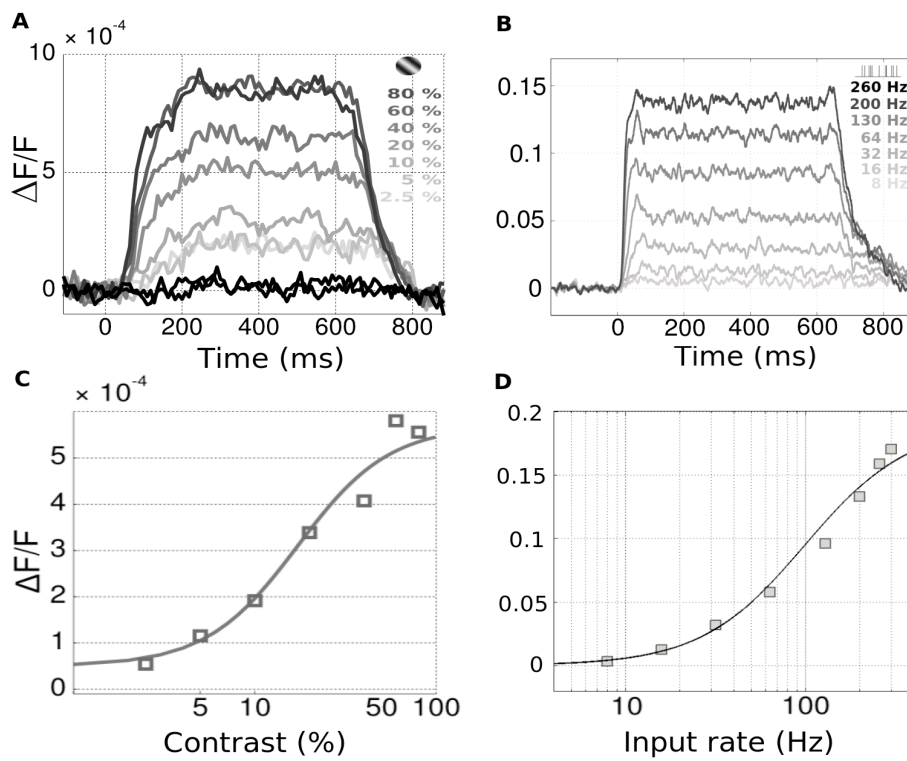 A
× 10⁻⁴
10
5
0
ΔF/F
80 %
60 %
40 %
20 %
10 %
5 %
2.5 %
0 200 400 600 800
Time (ms)
B
0.15
0.1
0.05
0
260 Hz
200 Hz
130 Hz
64 Hz
32 Hz
16 Hz
8 Hz
0 200 400 600 800
Time (ms)
C
× 10⁻⁴
5
4
3
2
1
0
ΔF/F
5 10 50 100
Contrast (%)
D
0.2
0.15
0.1
0.05
0
10 100
Input rate (Hz)